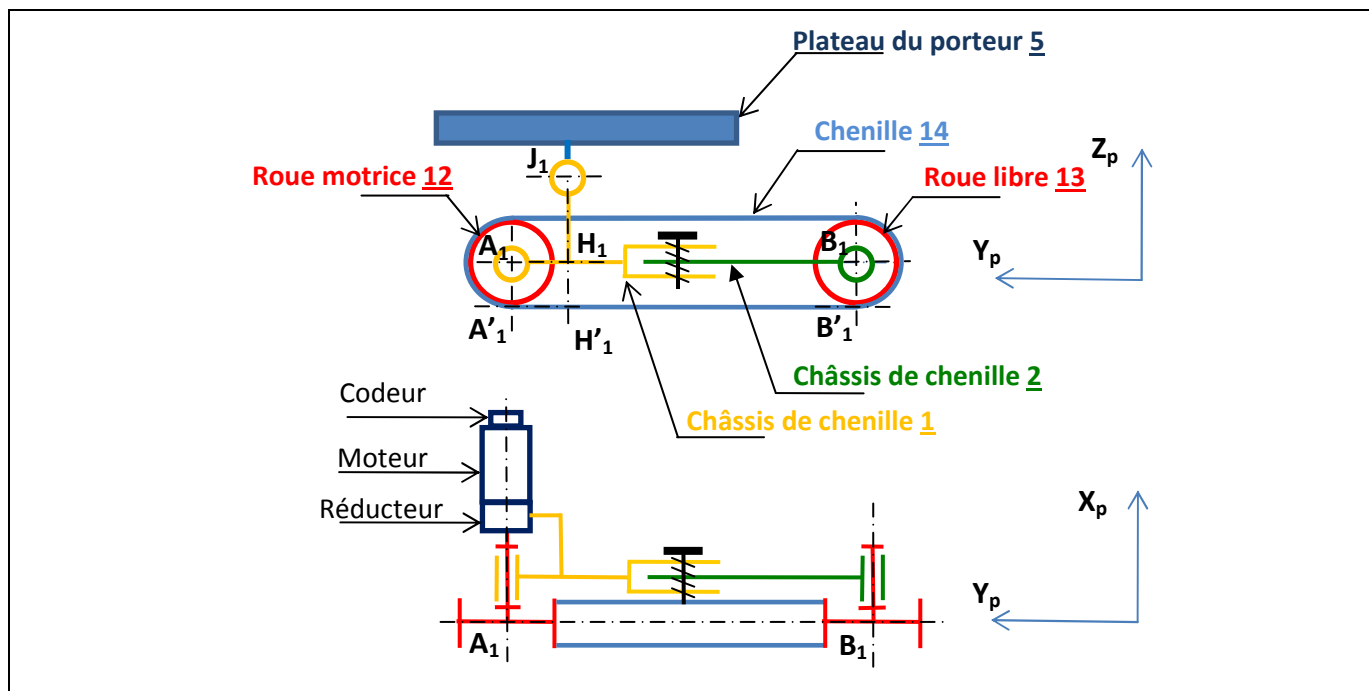 Plateau du porteur 5
Chenille 14
Zp
J1
Roue motrice 12
Roue libre 13
A1
H1
B1
Yp
A'1
H'1
B'1
Châssis de chenille 2
Codeur
Châssis de chenille 1
Moteur
Xp
Réducteur
Yp
A1
B1